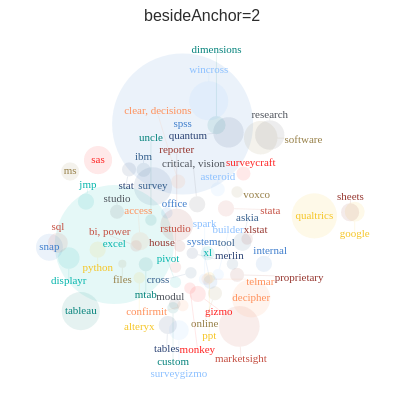 besideAnchor=2
dimensions
wincross
clear, decisions
research
spss
uncle
quantum
software
reporter
ibm
critical, vision
surveycraft
sas
ms
asteroid
jmp
stat
survey
studio
voxco
sheets
office
access
stata
qualtrics
askia
sql
rstudio
spark
bi, power
builder
xlstat
google
snap
excel
house
system
tool
internal
xl
merlin
pivot
python
displayr
files
cross
telmar
proprietary
mtab
modul
decipher
tableau
confirmit
gizmo
online
alteryx
ppt
tables
monkey
marketsight
custom
surveygizmo